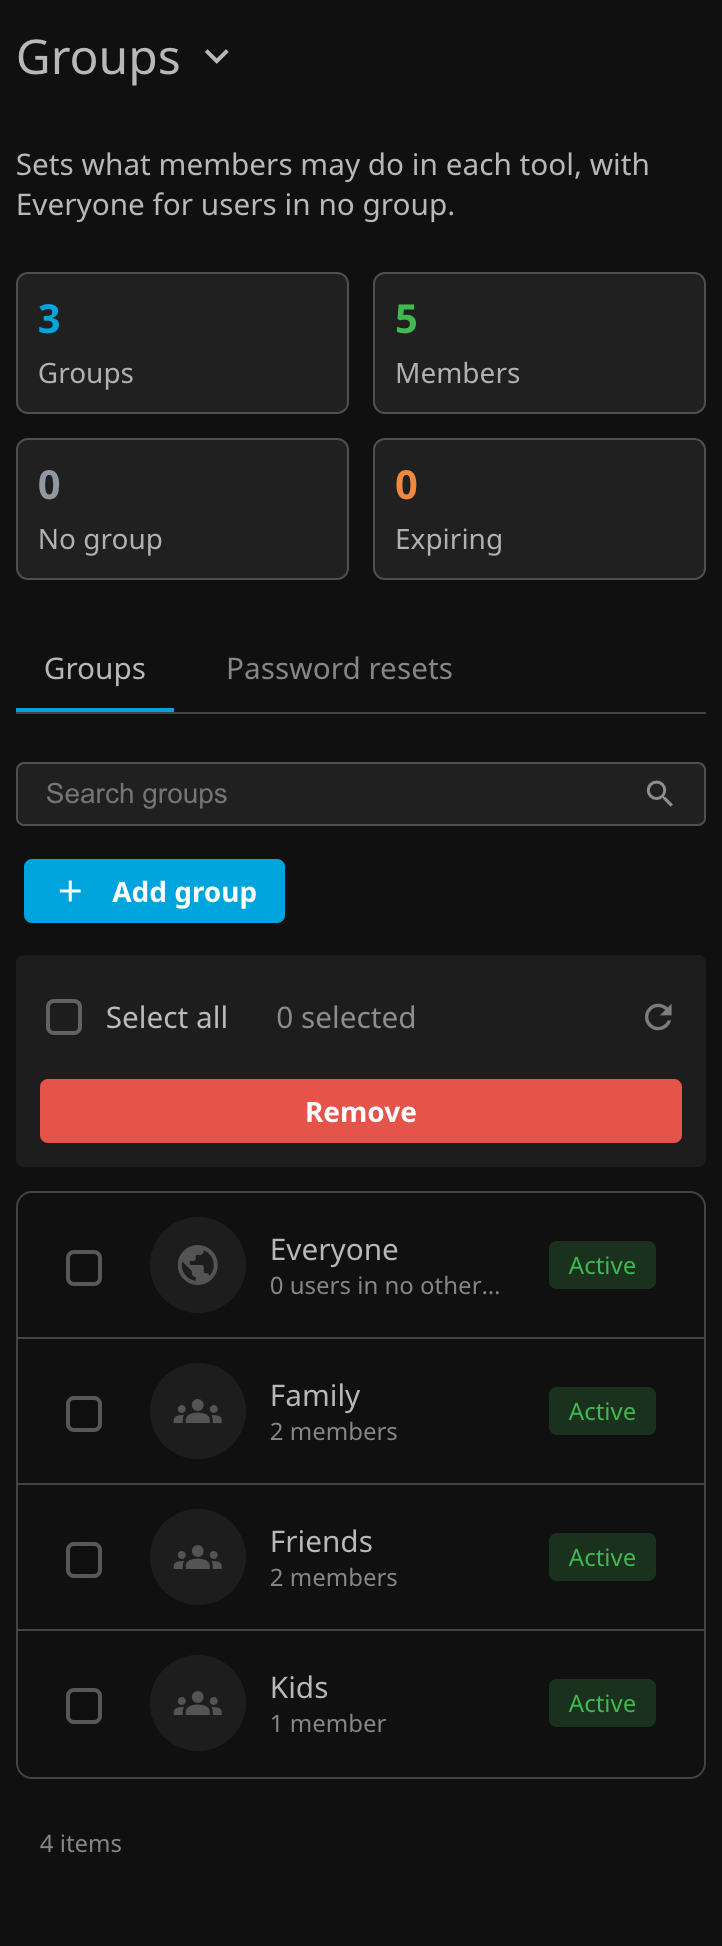 Groups
Sets what members may do in each tool, with
Everyone for users in no group.
3
Groups
5
Members
0
No group
0
Expiring
Groups
Password resets
Search groups
Add group
Select all
0 selected
Remove
Everyone
0 users in no other...
Active
Family
2 members
Active
Friends
2 members
Active
Kids
1 member
Active
4 items